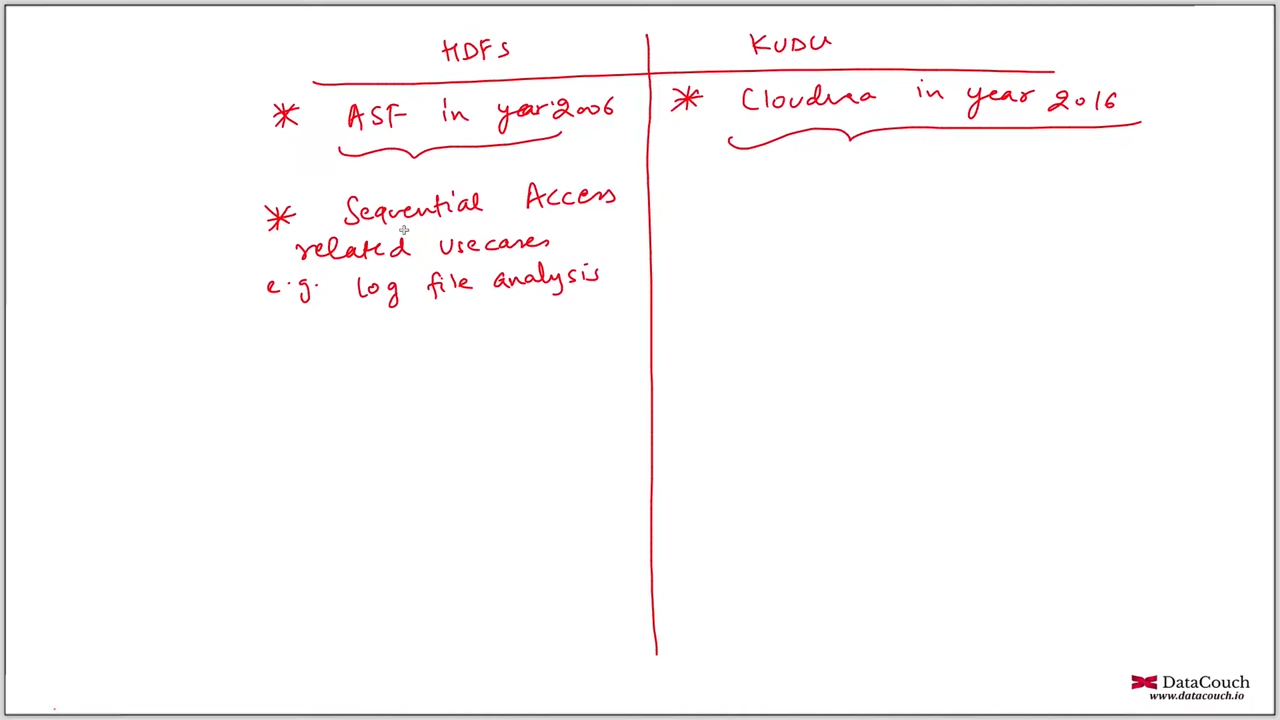 HDFS
KUDU
* ASF in year 2006
* Cloudera in year 2016
* Sequential Access
related usecases
e.g. log file analysis
DataCouch
www.datacouch.io